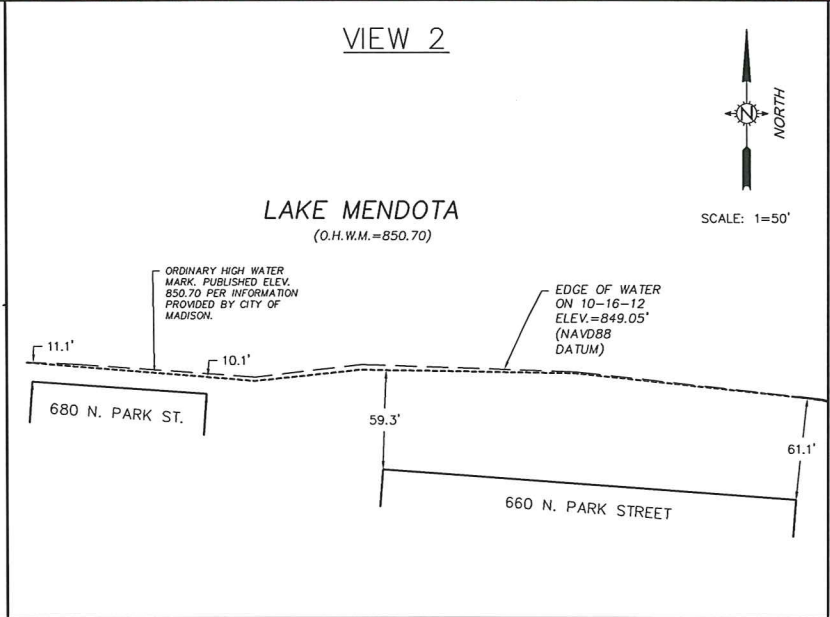 VIEW 2
N
NORTH
SCALE: 1=50'
LAKE MENDOTA
(O.H.W.M.=850.70)
ORDINARY HIGH WATER
MARK. PUBLISHED ELEV.
850.70 PER INFORMATION
PROVIDED BY CITY OF
MADISON.
EDGE OF WATER
ON 10-16-12
ELEV.=849.05'
(NAVD88
DATUM)
11.1'
10.1'
680 N. PARK ST.
59.3'
61.1'
660 N. PARK STREET